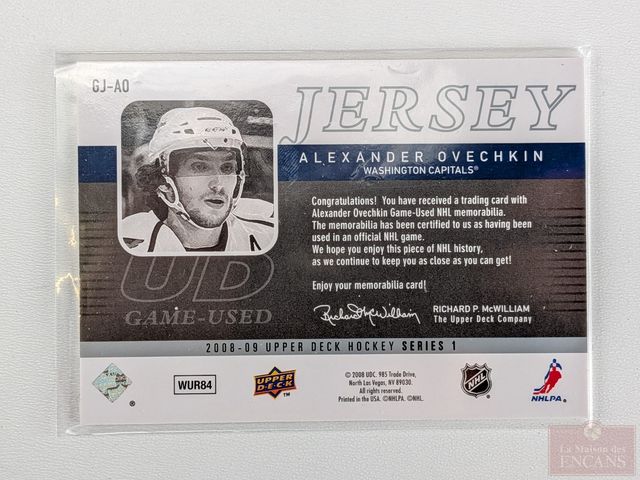 GJ-AO
JERSEY
ALEXANDER OVECHKIN
WASHINGTON CAPITALS®
Congratulations! You have received a trading card with
Alexander Ovechkin Game-Used NHL memorabilia.
The memorabilia has been certified to us as having been
used in an official NHL game.
We hope you enjoy this piece of NHL history,
as we continue to keep you as close as you can get!
Enjoy your memorabilia card!
Richard McWilliam
RICHARD P. McWILLIAM
The Upper Deck Company
UD
GAME-USED
2008-09 UPPER DECK HOCKEY SERIES 1
®
WUR84
UPPER
DECK
TM
© 2008 UDC. 985 Trade Drive,
North Las Vegas, NV 89030.
All Rights Reserved.
Printed in the USA. ©NHLPA. ©NHL.
NHL
NHLPA
La Maison des
ENCANS